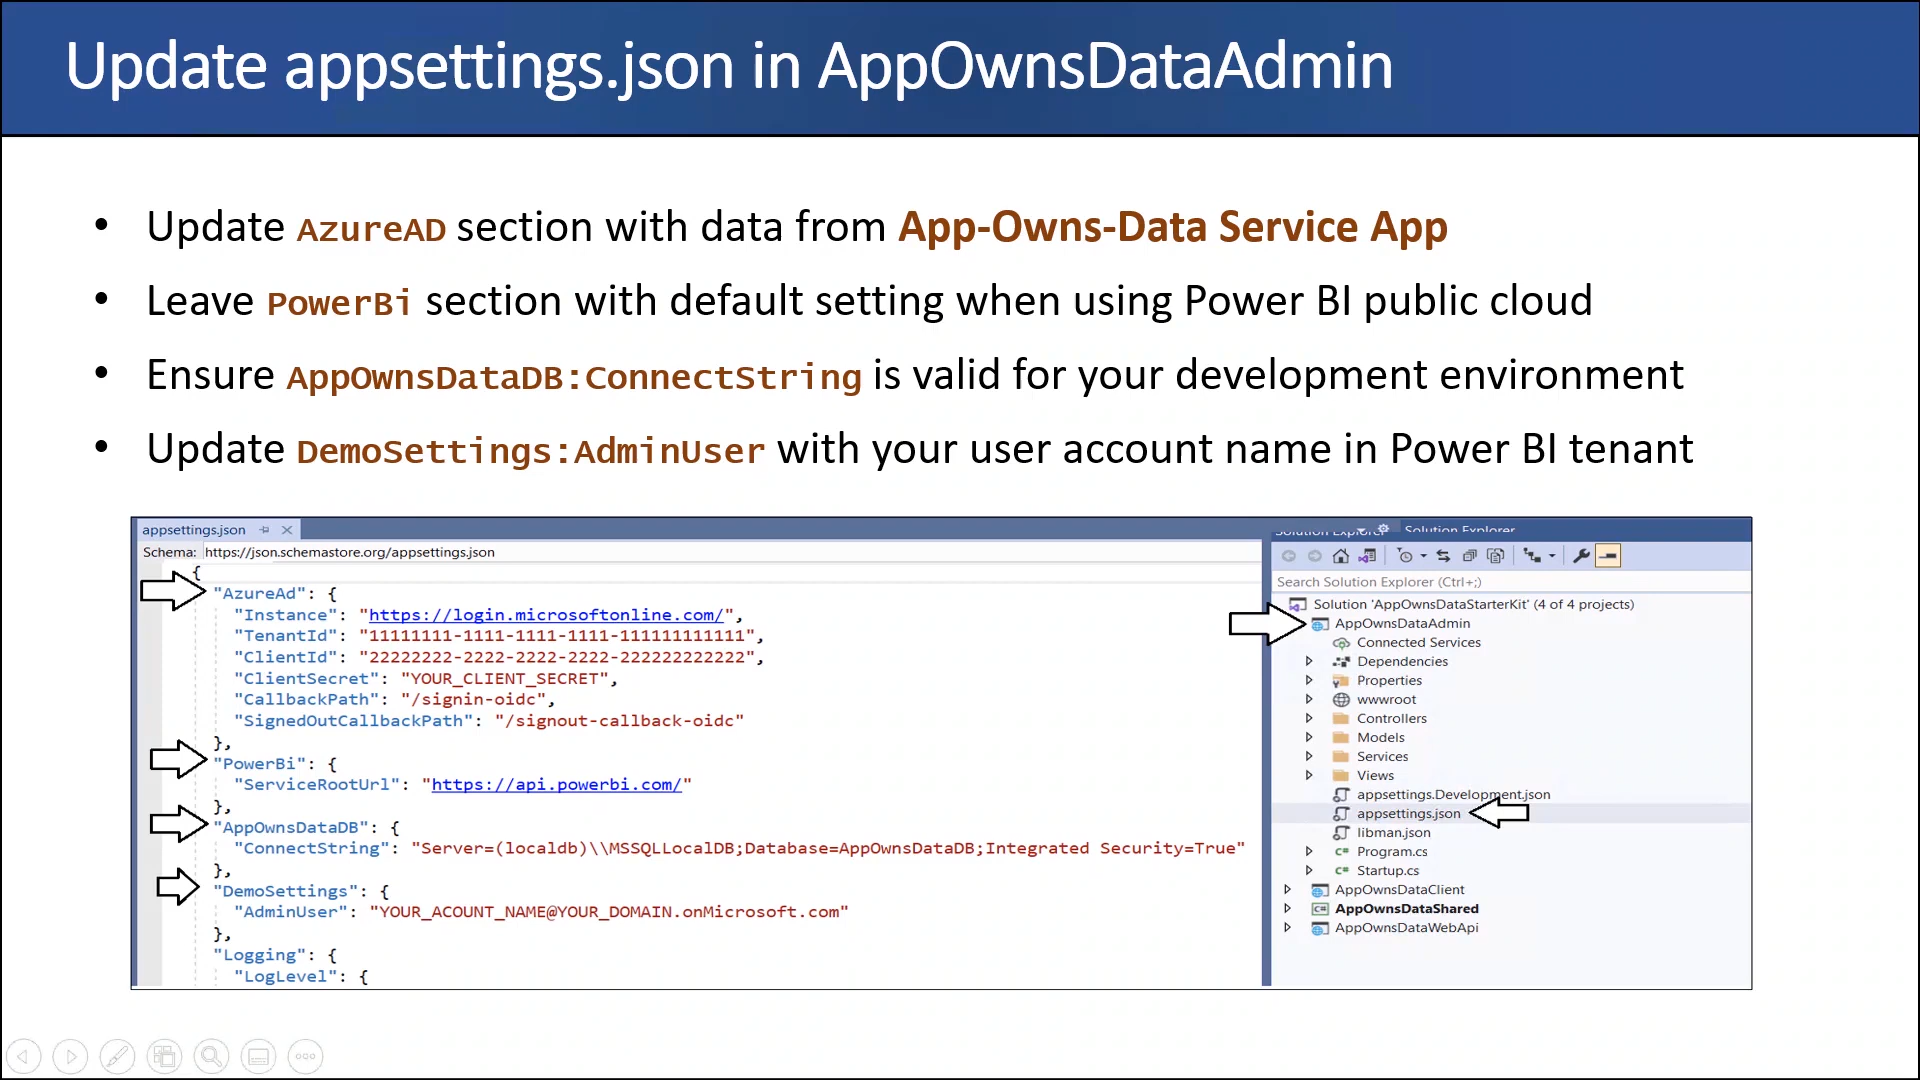 Update appsettings.json in AppOwnsDataAdmin
• Update AzureAD section with data from App-Owns-Data Service App
• Leave PowerBi section with default setting when using Power BI public cloud
• Ensure AppOwnsDataDB:ConnectString is valid for your development environment
• Update DemoSettings:AdminUser with your user account name in Power BI tenant
appsettings.json
Schema: https://json.schemastore.org/appsettings.json
{
"AzureAd": {
"Instance": "https://login.microsoftonline.com/",
"TenantId": "11111111-1111-1111-1111-111111111111",
"ClientId": "22222222-2222-2222-2222-222222222222",
"ClientSecret": "YOUR_CLIENT_SECRET",
"CallbackPath": "/signin-oidc",
"SignedOutCallbackPath": "/signout-callback-oidc"
},
"PowerBi": {
"ServiceRootUrl": "https://api.powerbi.com/"
},
"AppOwnsDataDB": {
"ConnectString": "Server=(localdb)\\MSSQLLocalDB;Database=AppOwnsDataDB;Integrated Security=True"
},
"DemoSettings": {
"AdminUser": "YOUR_ACOUNT_NAME@YOUR_DOMAIN.onMicrosoft.com"
},
"Logging": {
"LogLevel": {
Solution Explorer
Solution Explorer
Search Solution Explorer (Ctrl+;)
Solution 'AppOwnsDataStarterKit' (4 of 4 projects)
AppOwnsDataAdmin
Connected Services
Dependencies
Properties
wwwroot
Controllers
Models
Services
Views
appsettings.Development.json
appsettings.json
libman.json
C# Program.cs
C# Startup.cs
AppOwnsDataClient
C# AppOwnsDataShared
AppOwnsDataWebApi